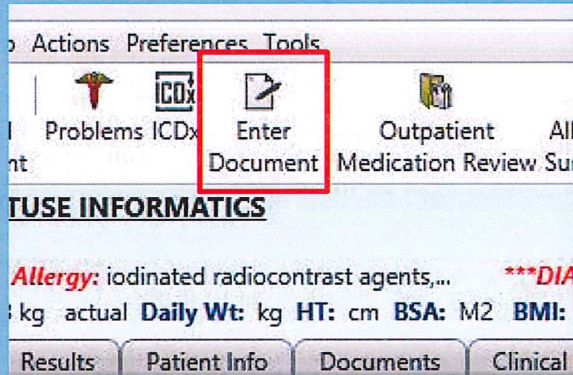 Actions Preferences Tools
ICDx
Problems ICDx Enter Outpatient
Document Medication Review
TUSE INFORMATICS
Allergy: iodinated radiocontrast agents,... ***DIA
kg actual Daily Wt: kg HT: cm BSA: M2 BMI:
Results Patient Info Documents Clinical